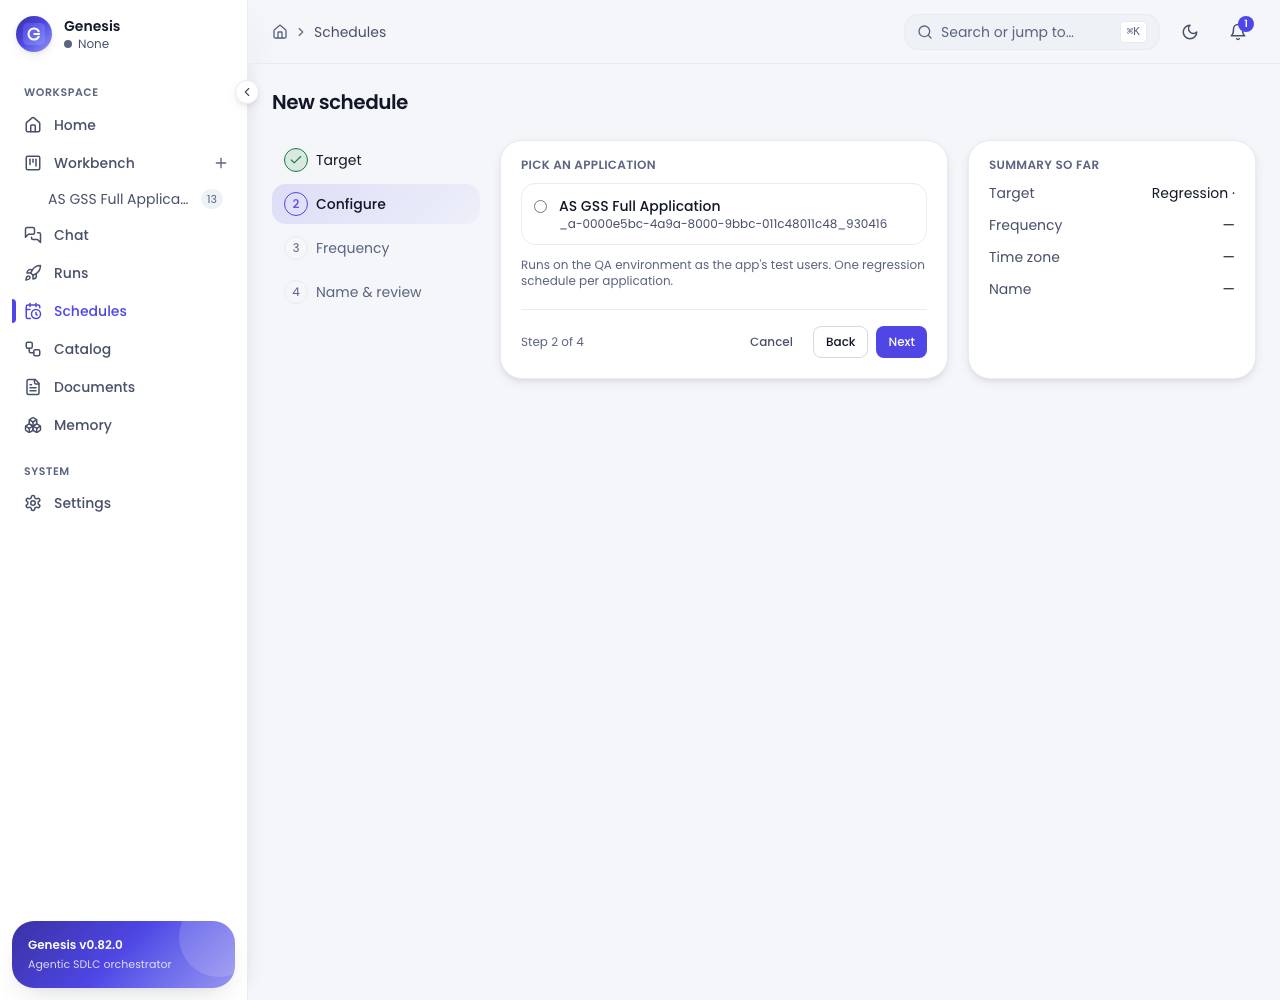 Genesis
None
WORKSPACE
Home
Workbench
AS GSS Full Applica...
13
Chat
Runs
Schedules
Catalog
Documents
Memory
SYSTEM
Settings
Genesis v0.82.0
Agentic SDLC orchestrator
Schedules
Search or jump to...
⌘K
1
New schedule
Target
2 Configure
3 Frequency
4 Name & review
PICK AN APPLICATION
AS GSS Full Application
_a-0000e5bc-4a9a-8000-9bbc-011c48011c48_930416
Runs on the QA environment as the app's test users. One regression
schedule per application.
Step 2 of 4
Cancel
Back
Next
SUMMARY SO FAR
Target Regression ·
Frequency —
Time zone —
Name —